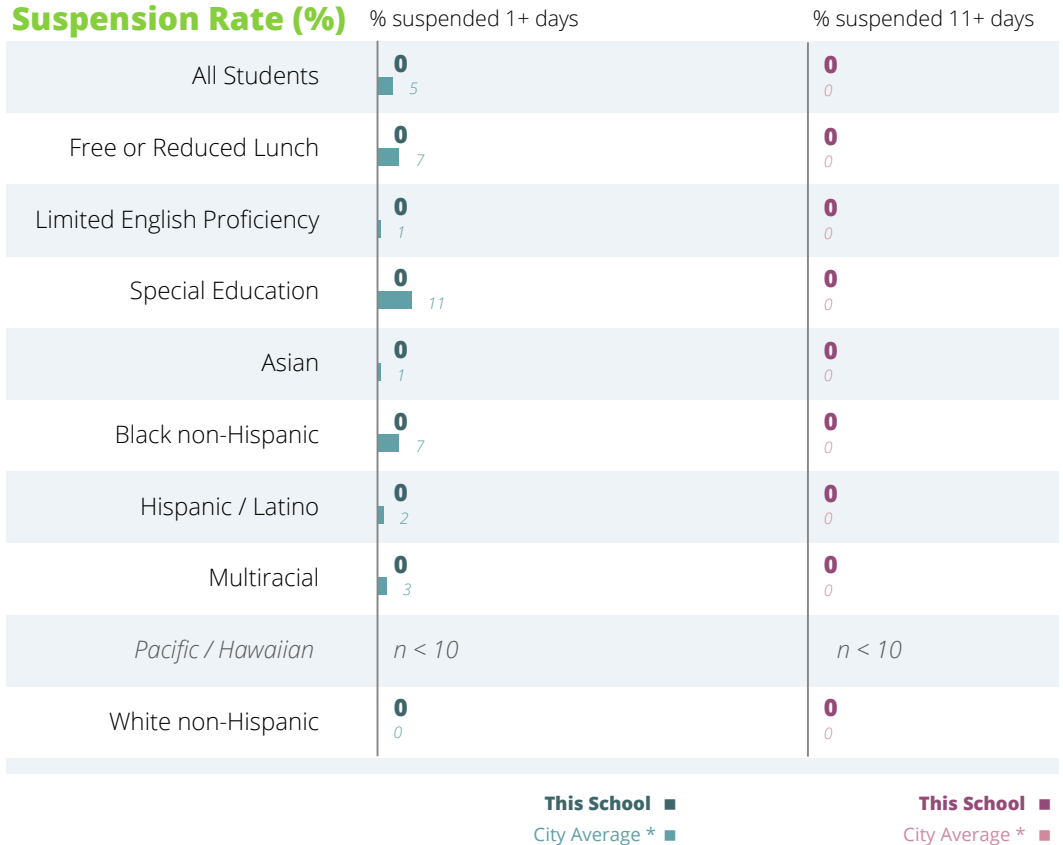 Suspension Rate (%) % suspended 1+ days % suspended 11+ days
All Students 0 0
5 0
Free or Reduced Lunch 0 0
7 0
Limited English Proficiency 0 0
1 0
Special Education 0 0
11 0
Asian 0 0
1 0
Black non-Hispanic 0 0
7 0
Hispanic / Latino 0 0
2 0
Multiracial 0 0
3 0
Pacific / Hawaiian n < 10 n < 10
White non-Hispanic 0 0
0 0
This School This School
City Average * City Average *